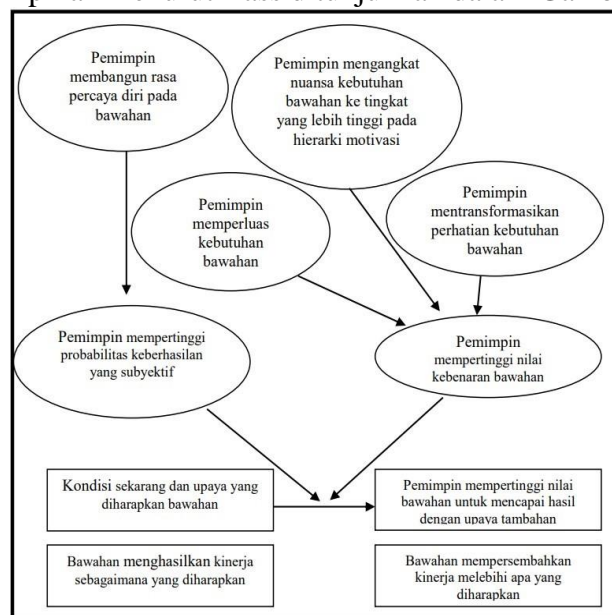 Pemimpin
membangun rasa
percaya diri pada
bawahan
Pemimpin mengangkat
nuansa kebutuhan
bawahan ke tingkat
yang lebih tinggi pada
hierarki motivasi
Pemimpin
memperluas
kebutuhan
bawahan
Pemimpin
mentransformasikan
perhatian kebutuhan
bawahan
Pemimpin mempertinggi
probabilitas keberhasilan
yang subyektif
Pemimpin
mempertinggi nilai
kebenaran bawahan
Kondisi sekarang dan upaya yang
diharapkan bawahan
Pemimpin mempertinggi nilai
bawahan untuk mencapai hasil
dengan upaya tambahan
Bawahan menghasilkan kinerja
sebagaimana yang diharapkan
Bawahan mempersembahkan
kinerja melebihi apa yang
diharapkan